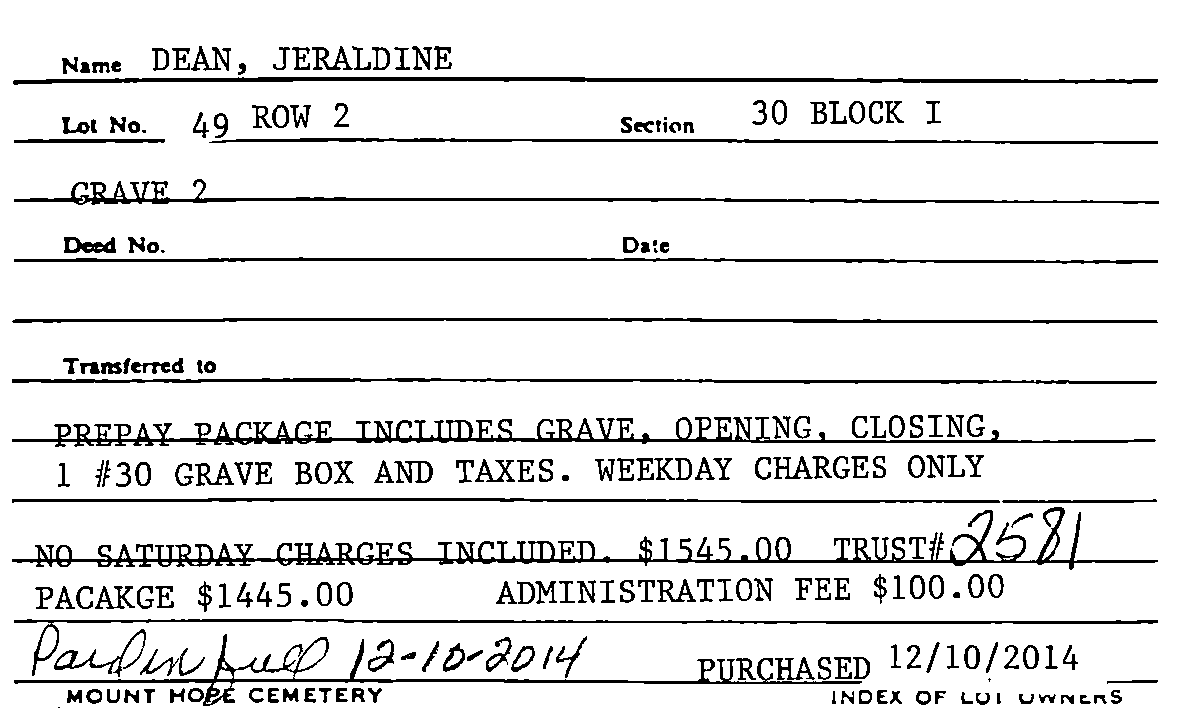 Name DEAN, JERALDINE
Lot No. 49 ROW 2 Section 30 BLOCK I
GRAVE 2
Deed No. Date
Transferred to
PREPAY PACKAGE INCLUDES GRAVE, OPENING, CLOSING,
1 #30 GRAVE BOX AND TAXES. WEEKDAY CHARGES ONLY
NO SATURDAY CHARGES INCLUDED. $1545.00 TRUST# 2581
PACAKGE $1445.00 ADMINISTRATION FEE $100.00
Paid in full 12-10-2014 PURCHASED 12/10/2014
MOUNT HOPE CEMETERY INDEX OF LOT OWNERS